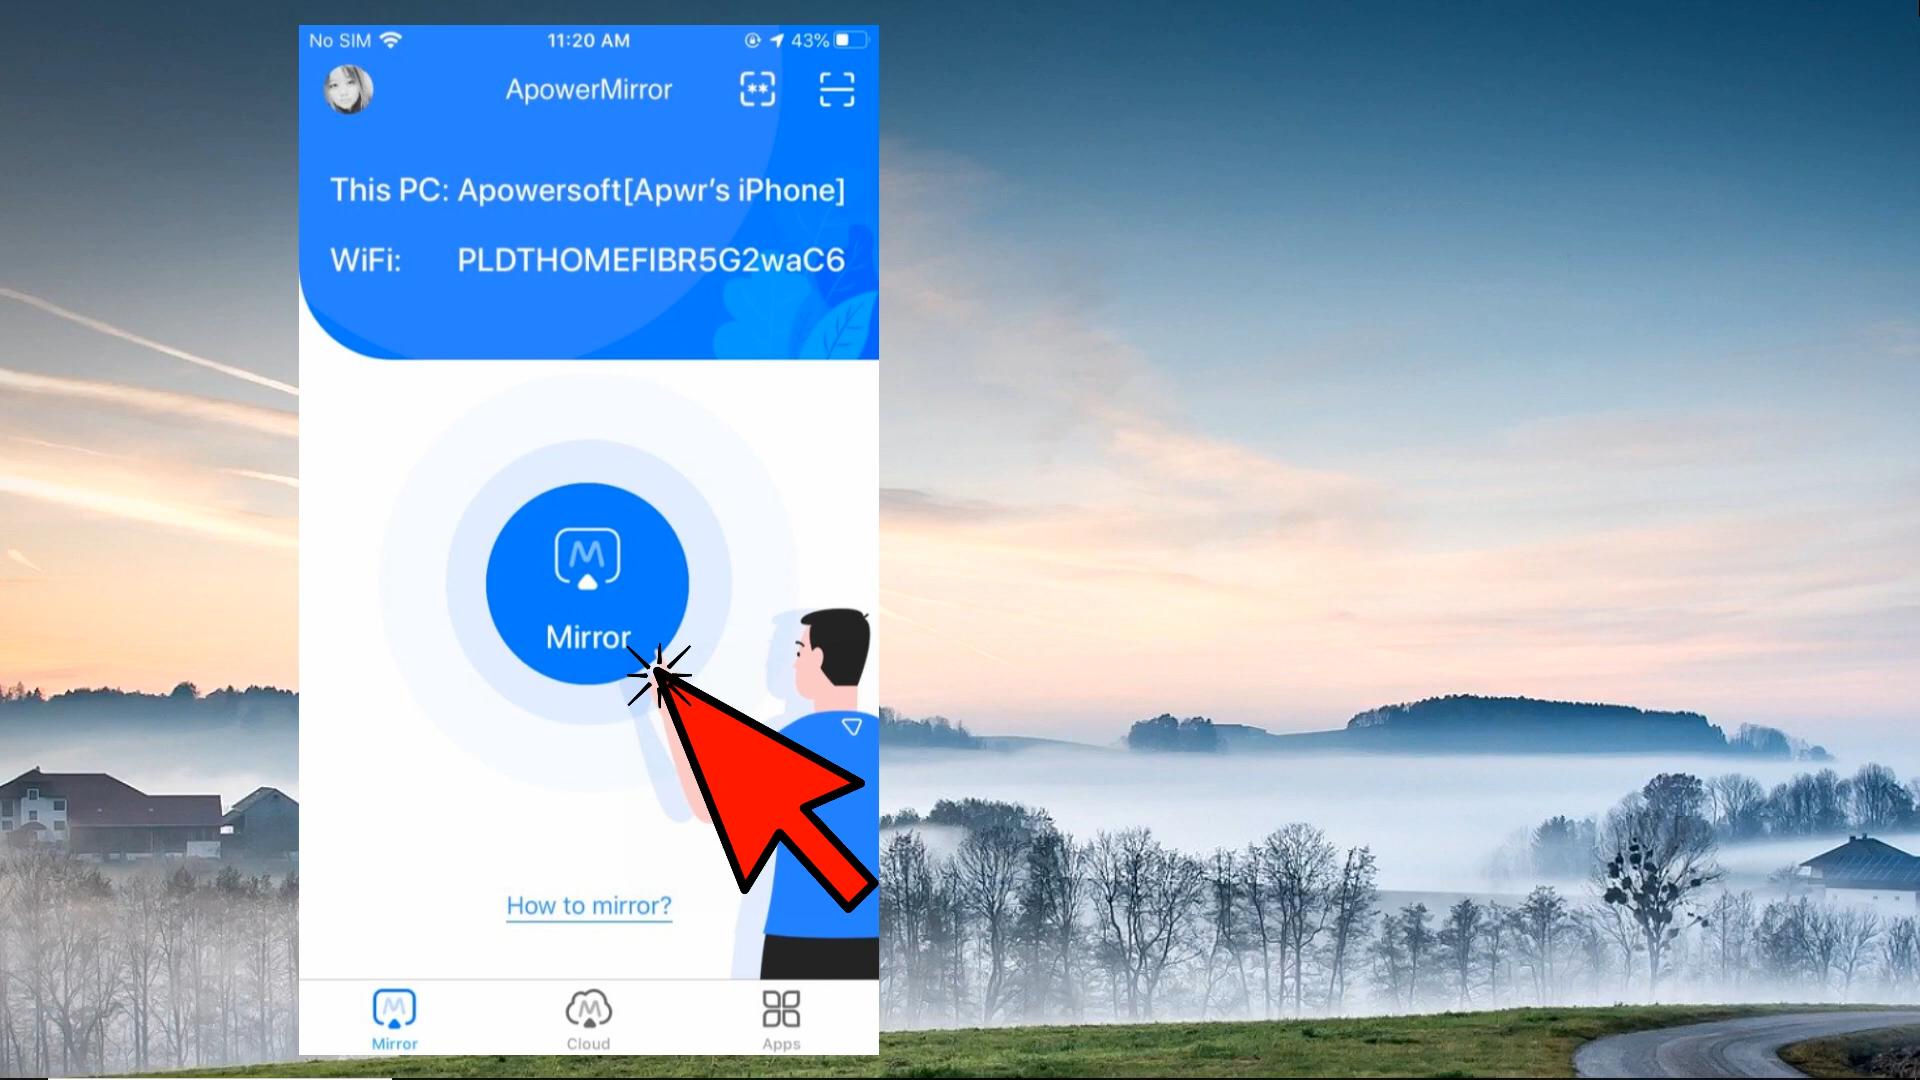 No SIM 11:20 AM 43%
ApowerMirror
**
This PC: Apowersoft[Apwr's iPhone]
WiFi: PLDTHOMEFIBR5G2waC6
M
Mirror
How to mirror?
M M
Mirror Cloud Apps